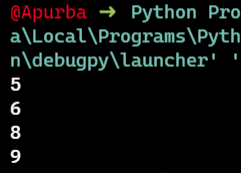 @Apurba → Python Pro
a\Local\Programs\Pyth
n\debugpy\launcher' '
5
6
8
9